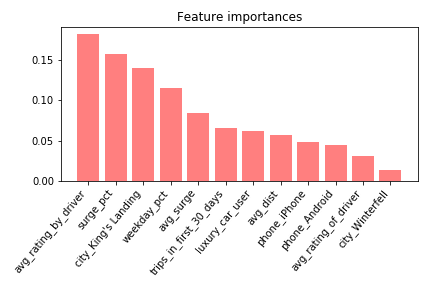 Feature importances
0.15
0.10
0.05
0.00
avg_rating_by_driver
surge_pct
city_King's Landing
weekday_pct
avg_surge
trips_in_first_30_days
luxury_car_user
avg_dist
phone_iPhone
phone_Android
avg_rating_of_driver
city_Winterfell